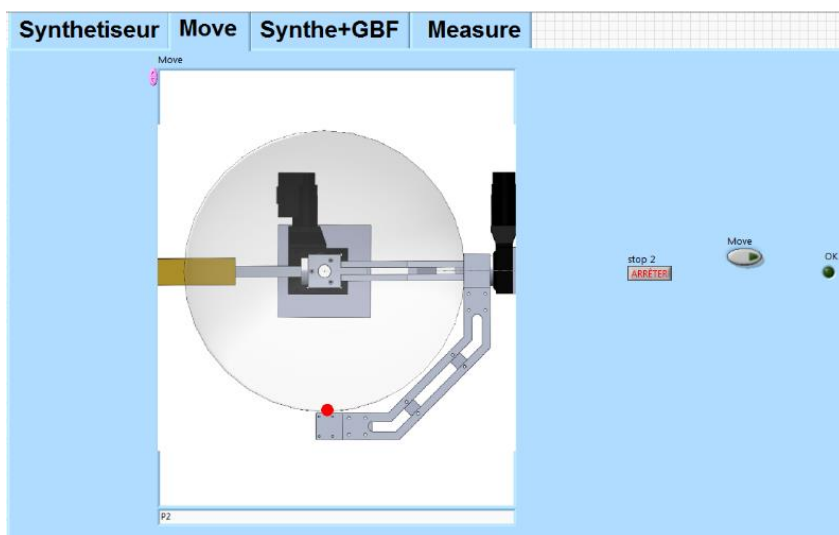 Synthetiseur Move Synthe+GBF Measure
Move
Move
stop 2
OK
ARRÊTER
P2